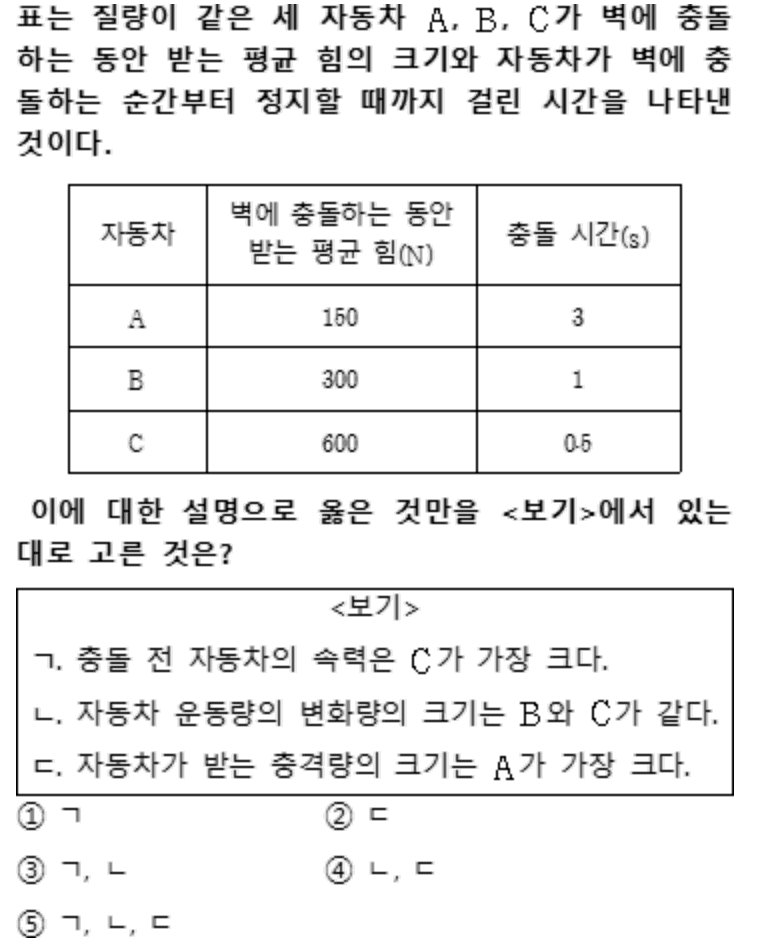 표는 질량이 같은 세 자동차 A, B, C가 벽에 충돌
하는 동안 받는 평균 힘의 크기와 자동차가 벽에 충
돌하는 순간부터 정지할 때까지 걸린 시간을 나타낸
것이다.
자동차 벽에 충돌하는 동안 받는 평균 힘(N) 충돌 시간(s)
A 150 3
B 300 1
C 600 0.5
이에 대한 설명으로 옳은 것만을 <보기>에서 있는
대로 고른 것은?
<보기>
ㄱ. 충돌 전 자동차의 속력은 C가 가장 크다.
ㄴ. 자동차 운동량의 변화량의 크기는 B와 C가 같다.
ㄷ. 자동차가 받는 충격량의 크기는 A가 가장 크다.
① ㄱ ② ㄷ
③ ㄱ, ㄴ ④ ㄴ, ㄷ
⑤ ㄱ, ㄴ, ㄷ